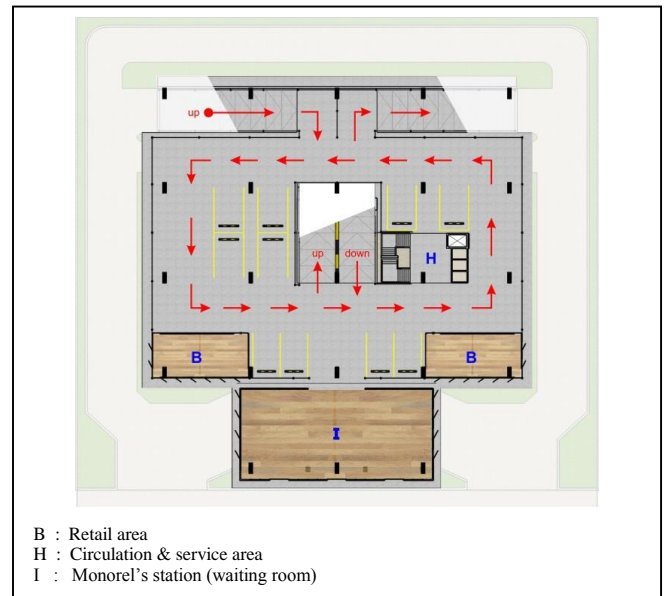 up
up down
H
B B
I
B : Retail area
H : Circulation & service area
I : Monorel's station (waiting room)